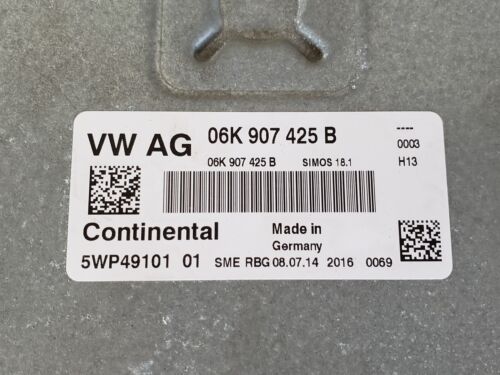 VW AG 06K 907 425 B ----
0003
06K 907 425 B SIMOS 18.1 H13
Continental Made in
Germany
5WP49101 01 SME RBG 08.07.14 2016 0069